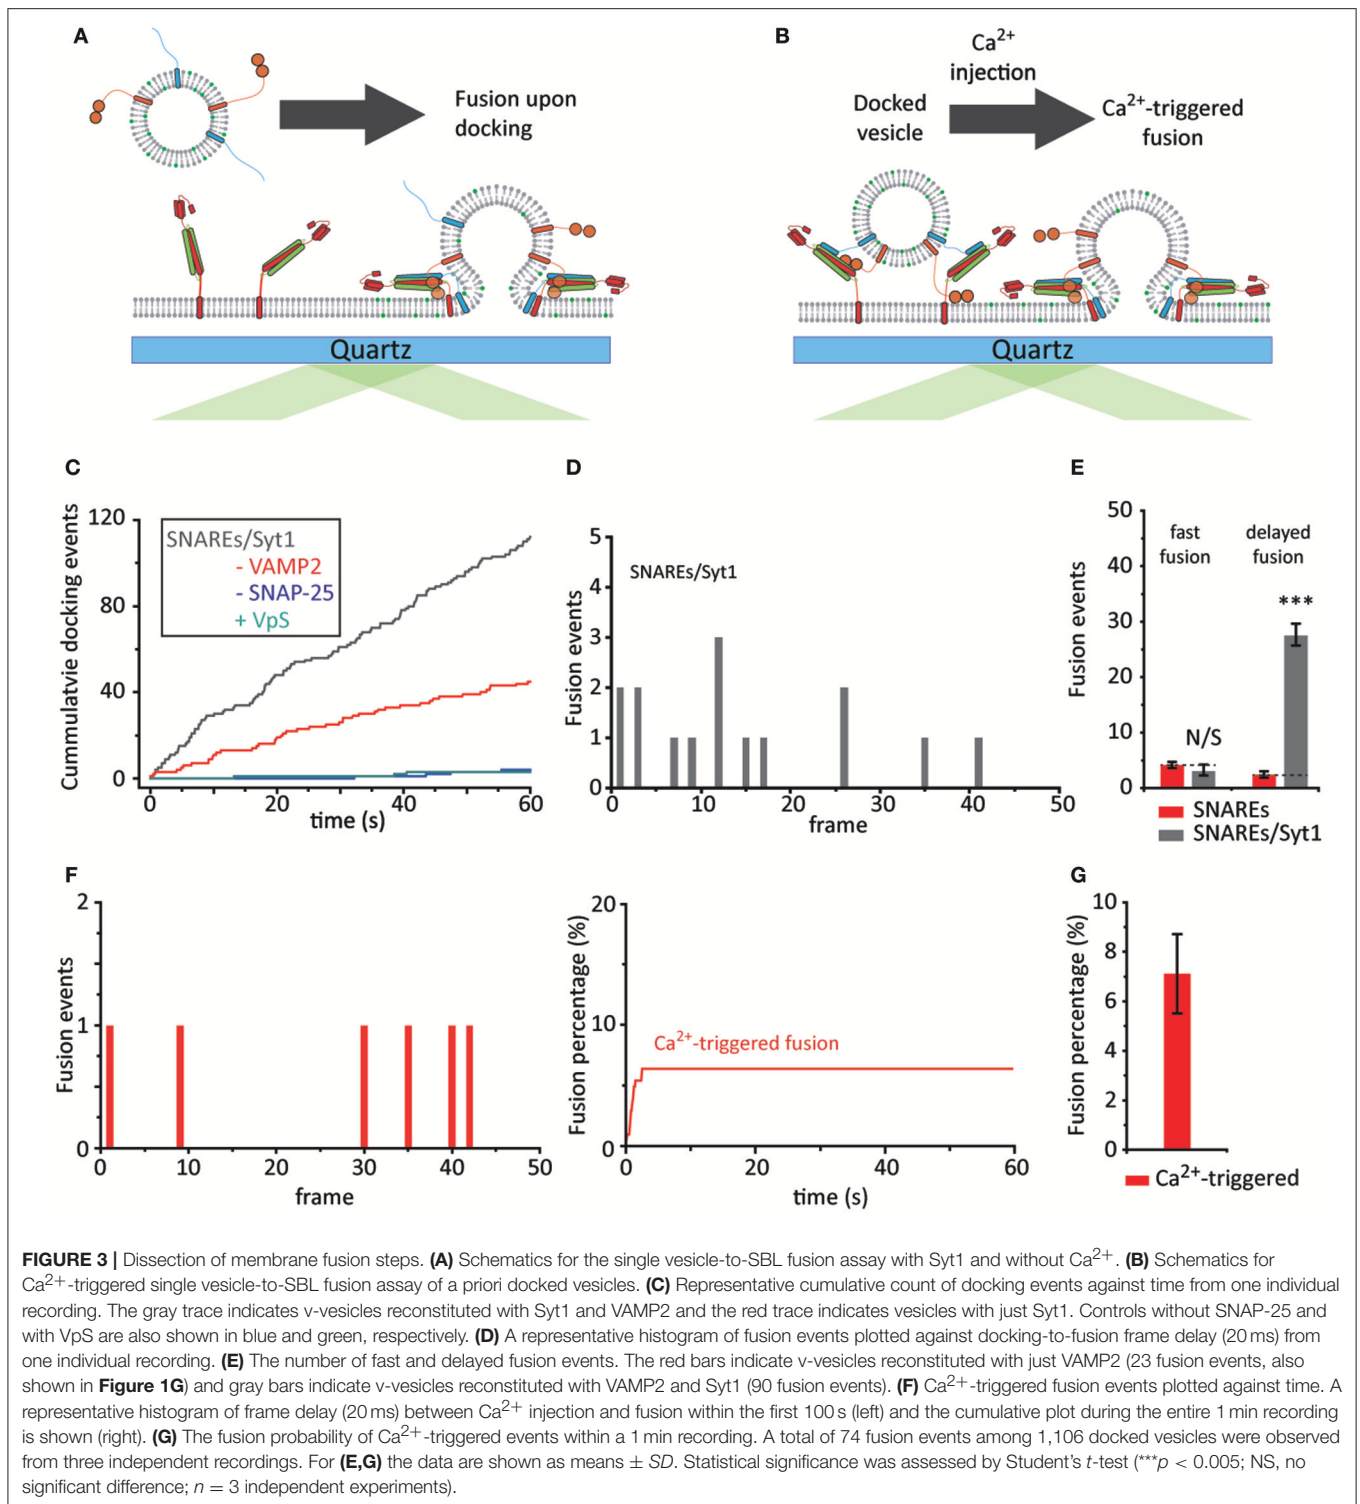 A
Fusion upon
docking
Quartz
B
Ca2+
injection
Docked
vesicle
Ca2+-triggered
fusion
Quartz
C
Cummulatvie docking events
120
80
40
0
SNAREs/Syt1
- VAMP2
- SNAP-25
+ VpS
0 20 40 60
time (s)
D
Fusion events
5
4
3
2
1
0
SNAREs/Syt1
0 10 20 30 40 50
frame
E
Fusion events
50
40
30
20
10
0
fast
fusion
delayed
fusion
***
N/S
SNAREs
SNAREs/Syt1
F
Fusion events
2
1
0
0 10 20 30 40 50
frame
Fusion percentage (%)
20
10
0
Ca2+-triggered fusion
0 20 40 60
time (s)
G
Fusion percentage (%)
10
8
6
4
2
0
Ca2+-triggered
FIGURE 3 | Dissection of membrane fusion steps. (A) Schematics for the single vesicle-to-SBL fusion assay with Syt1 and without Ca2+. (B) Schematics for
Ca2+-triggered single vesicle-to-SBL fusion assay of a priori docked vesicles. (C) Representative cumulative count of docking events against time from one individual
recording. The gray trace indicates v-vesicles reconstituted with Syt1 and VAMP2 and the red trace indicates vesicles with just Syt1. Controls without SNAP-25 and
with VpS are also shown in blue and green, respectively. (D) A representative histogram of fusion events plotted against docking-to-fusion frame delay (20 ms) from
one individual recording. (E) The number of fast and delayed fusion events. The red bars indicate v-vesicles reconstituted with just VAMP2 (23 fusion events, also
shown in Figure 1G) and gray bars indicate v-vesicles reconstituted with VAMP2 and Syt1 (90 fusion events). (F) Ca2+-triggered fusion events plotted against time. A
representative histogram of frame delay (20 ms) between Ca2+ injection and fusion within the first 100 s (left) and the cumulative plot during the entire 1 min recording
is shown (right). (G) The fusion probability of Ca2+-triggered events within a 1 min recording. A total of 74 fusion events among 1,106 docked vesicles were observed
from three independent recordings. For (E,G) the data are shown as means ± SD. Statistical significance was assessed by Student's t-test (***p < 0.005; NS, no
significant difference; n = 3 independent experiments).